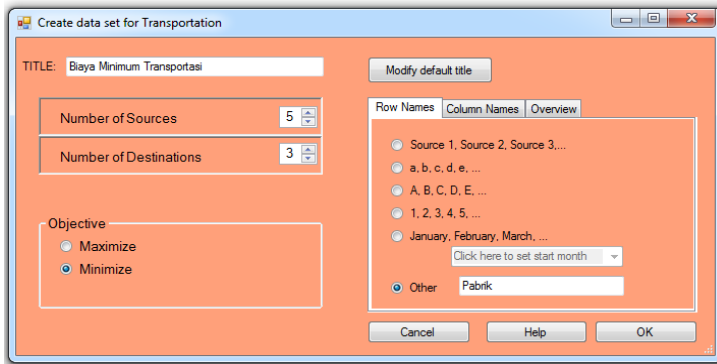 Create data set for Transportation
TITLE: Biaya Minimum Transportasi
Modify default title
Number of Sources 5
Number of Destinations 3
Objective
Maximize
Minimize
Row Names Column Names Overview
Source 1, Source 2, Source 3,...
a, b, c, d, e, ...
A, B, C, D, E, ...
1, 2, 3, 4, 5, ...
January, February, March, ...
Click here to set start month
Other Pabrik
Cancel Help OK